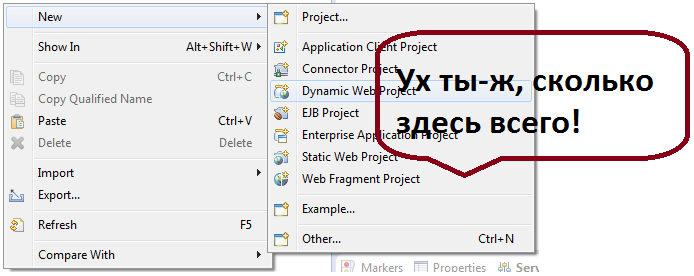 New
Show In Alt+Shift+W
Copy Ctrl+C
Copy Qualified Name
Paste Ctrl+V
Delete Delete
Import
Export...
Refresh F5
Compare With
Project...
Application Client Project
Connector Project
Dynamic Web Project
EJB Project
Enterprise Application Project
Static Web Project
Web Fragment Project
Example...
Other... Ctrl+N
Ух ты-ж, сколько
здесь всего!
Markers Properties Serv